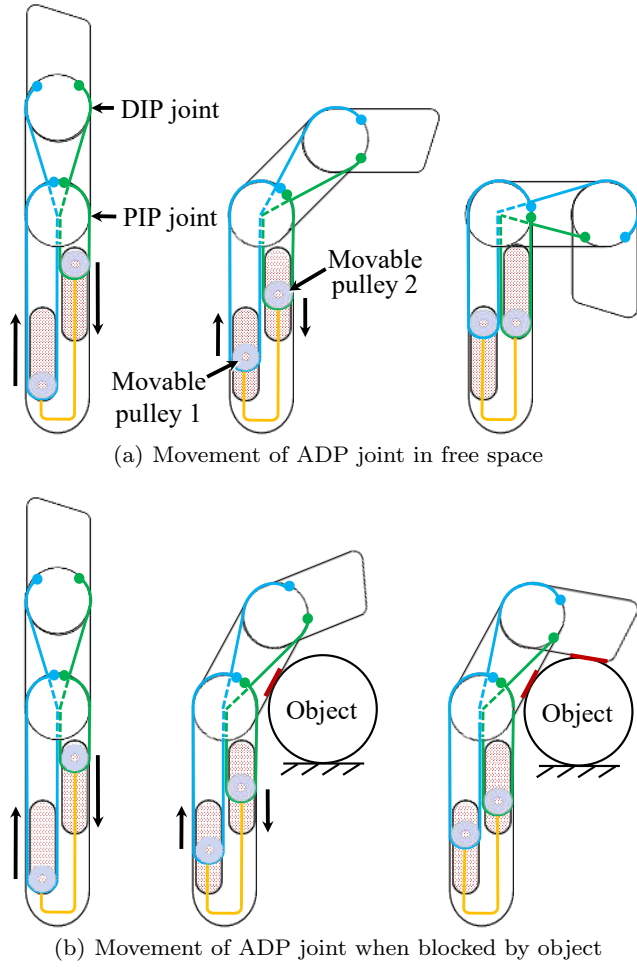 DIP joint
PIP joint
Movable
pulley 2
Movable
pulley 1
(a) Movement of ADP joint in free space
Object
Object
(b) Movement of ADP joint when blocked by object